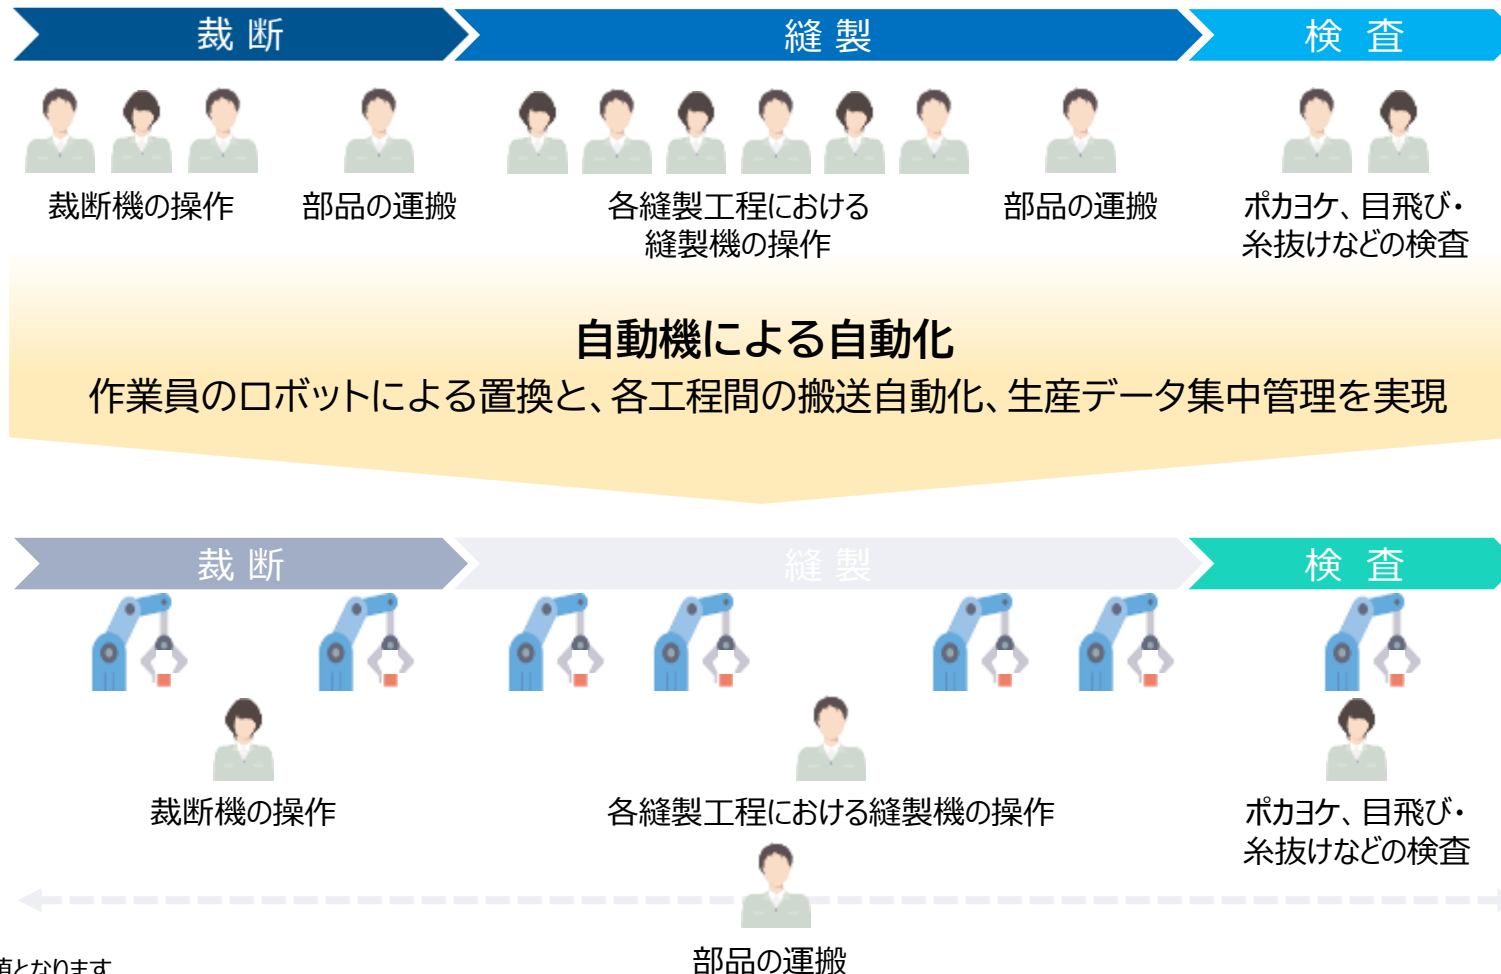 裁 断
縫 製
検 査
裁断機の操作
部品の運搬
各縫製工程における
縫製機の操作
部品の運搬
ポカヨケ、目飛び・
糸抜けなどの検査
自動機による自動化
作業員のロボットによる置換と、各工程間の搬送自動化、生産データ集中管理を実現
裁 断
縫 製
検 査
裁断機の操作
各縫製工程における縫製機の操作
ポカヨケ、目飛び・
糸抜けなどの検査
部品の運搬
となります